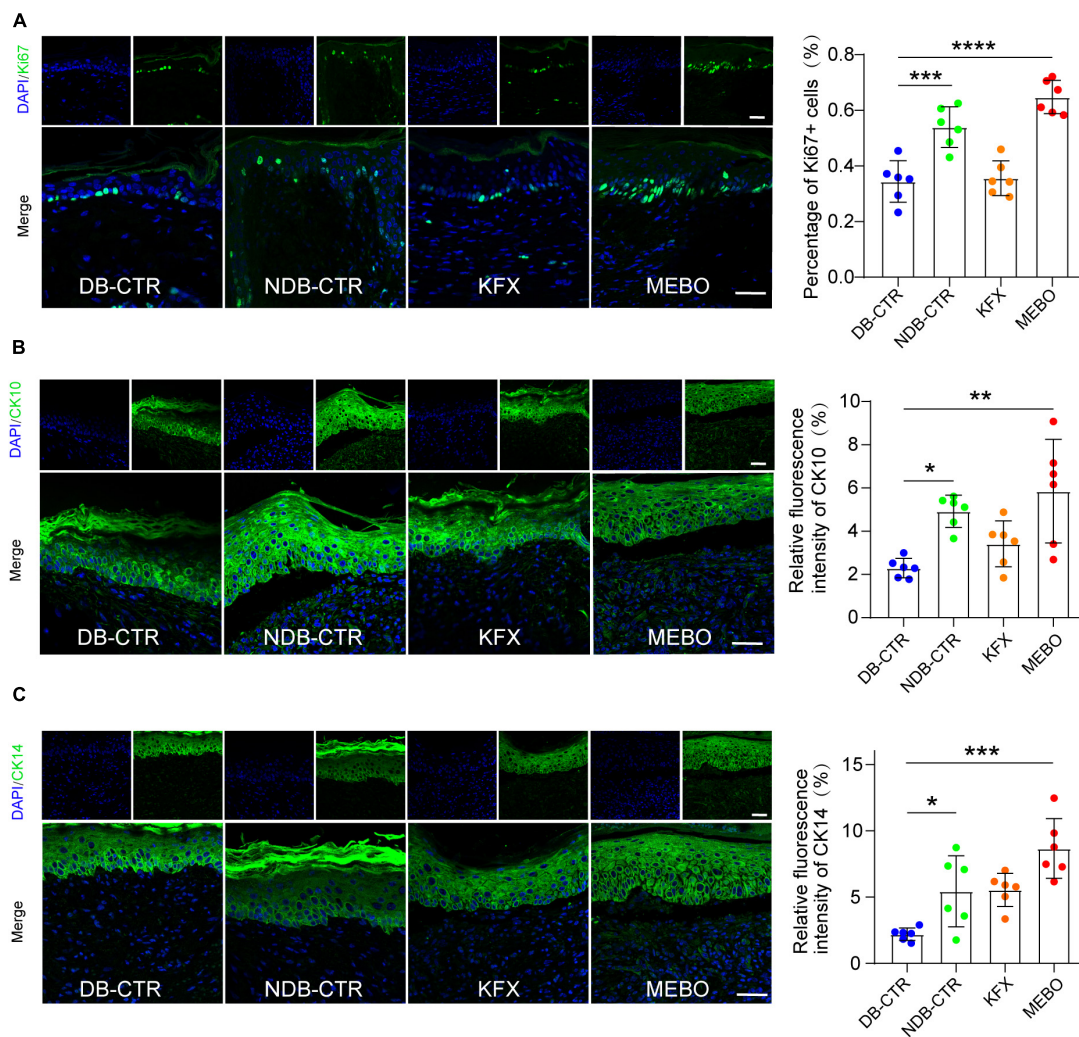 A
DAPI/Ki67
Merge
DB-CTR
NDB-CTR
KFX
MEBO
Percentage of Ki67+ cells (%)
0.8
0.6
0.4
0.2
0.0
***
****
DB-CTR
NDB-CTR
KFX
MEBO
B
DAPI/CK10
Merge
DB-CTR
NDB-CTR
KFX
MEBO
Relative fluorescence
intensity of CK10 (%)
10
8
6
4
2
0
*
**
DB-CTR
NDB-CTR
KFX
MEBO
C
DAPI/CK14
Merge
DB-CTR
NDB-CTR
KFX
MEBO
Relative fluorescence
intensity of CK14 (%)
15
10
5
0
*
***
DB-CTR
NDB-CTR
KFX
MEBO